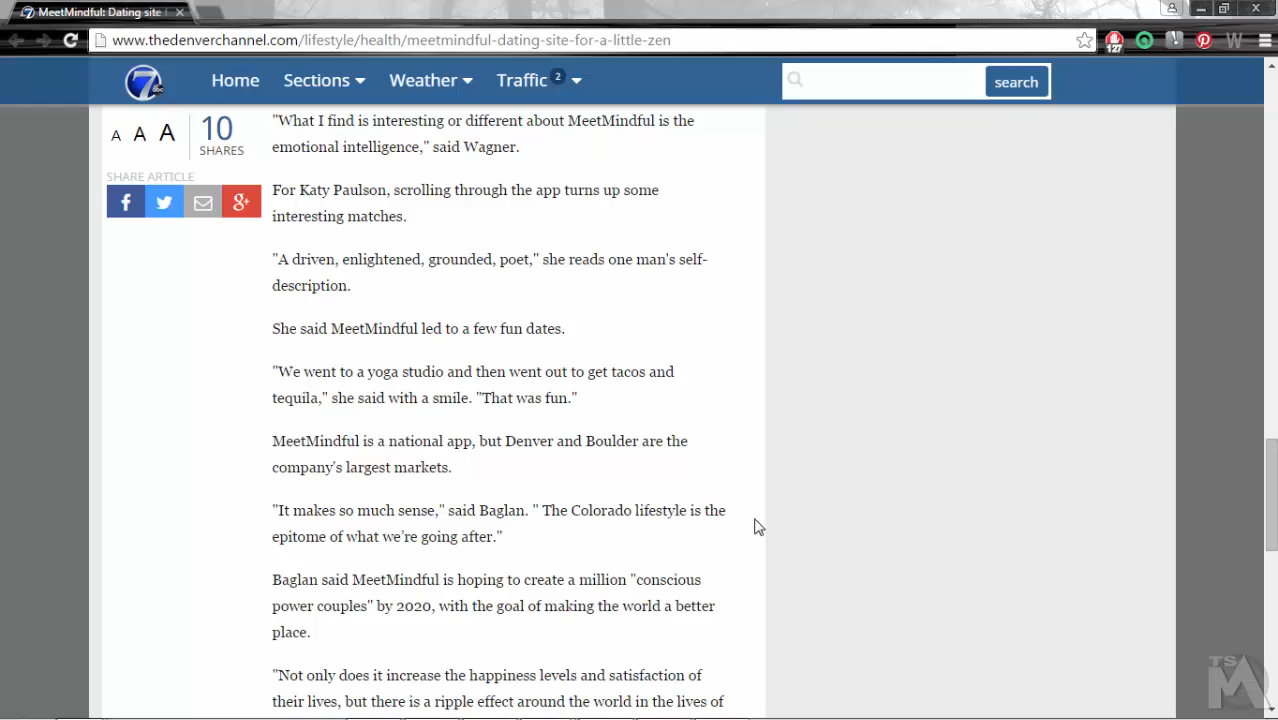 MeetMindful: Dating site
www.thedenverchannel.com/lifestyle/health/meetmindful-dating-site-for-a-little-zen
127
W
7
abc
Home
Sections
Weather
Traffic 2
search
A A A
10
SHARES
SHARE ARTICLE
"What I find is interesting or different about MeetMindful is the
emotional intelligence," said Wagner.
For Katy Paulson, scrolling through the app turns up some
interesting matches.
"A driven, enlightened, grounded, poet," she reads one man's self-
description.
She said MeetMindful led to a few fun dates.
"We went to a yoga studio and then went out to get tacos and
tequila," she said with a smile. "That was fun."
MeetMindful is a national app, but Denver and Boulder are the
company's largest markets.
"It makes so much sense," said Baglan. " The Colorado lifestyle is the
epitome of what we’re going after."
Baglan said MeetMindful is hoping to create a million "conscious
power couples" by 2020, with the goal of making the world a better
place.
"Not only does it increase the happiness levels and satisfaction of
their lives, but there is a ripple effect around the world in the lives of
TS
MA